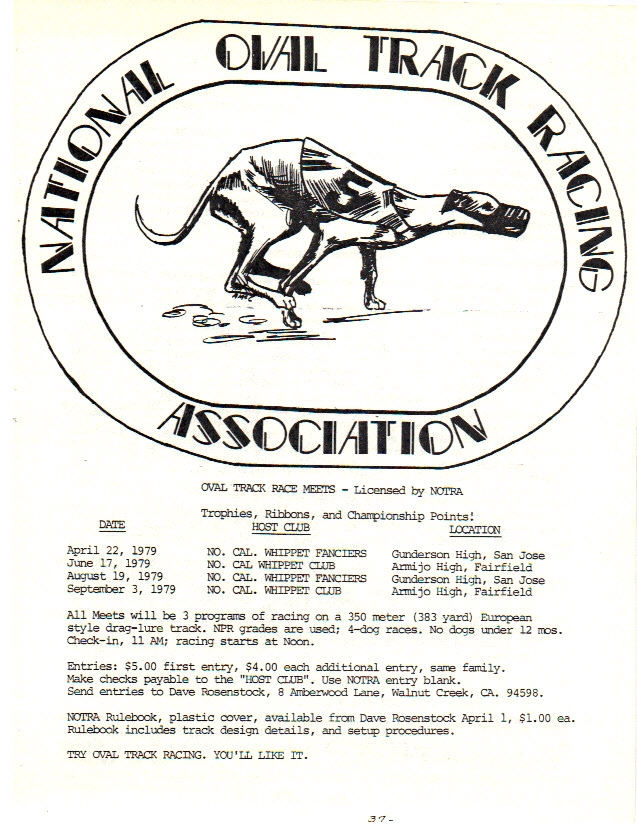 NATIONAL OVAL TRACK RACING
5
ASSOCIATION
OVAL TRACK RACE MEETS - Licensed by NOTRA
Trophies, Ribbons, and Championship Points!
DATE HOST CLUB LOCATION
April 22, 1979 NO. CAL. WHIPPET FANCIERS Gunderson High, San Jose
June 17, 1979 NO. CAL WHIPPET CLUB Armijo High, Fairfield
August 19, 1979 NO. CAL. WHIPPET FANCIERS Gunderson High, San Jose
September 3, 1979 NO. CAL. WHIPPET CLUB Armijo High, Fairfield
All Meets will be 3 programs of racing on a 350 meter (383 yard) European
style drag-lure track. NPR grades are used; 4-dog races. No dogs under 12 mos.
Check-in, 11 AM; racing starts at Noon.
Entries: $5.00 first entry, $4.00 each additional entry, same family.
Make checks payable to the "HOST CLUB". Use NOTRA entry blank.
Send entries to Dave Rosenstock, 8 Amberwood Lane, Walnut Creek, CA. 94598.
NOTRA Rulebook, plastic cover, available from Dave Rosenstock April 1, $1.00 ea.
Rulebook includes track design details, and setup procedures.
TRY OVAL TRACK RACING. YOU'LL LIKE IT.
37-